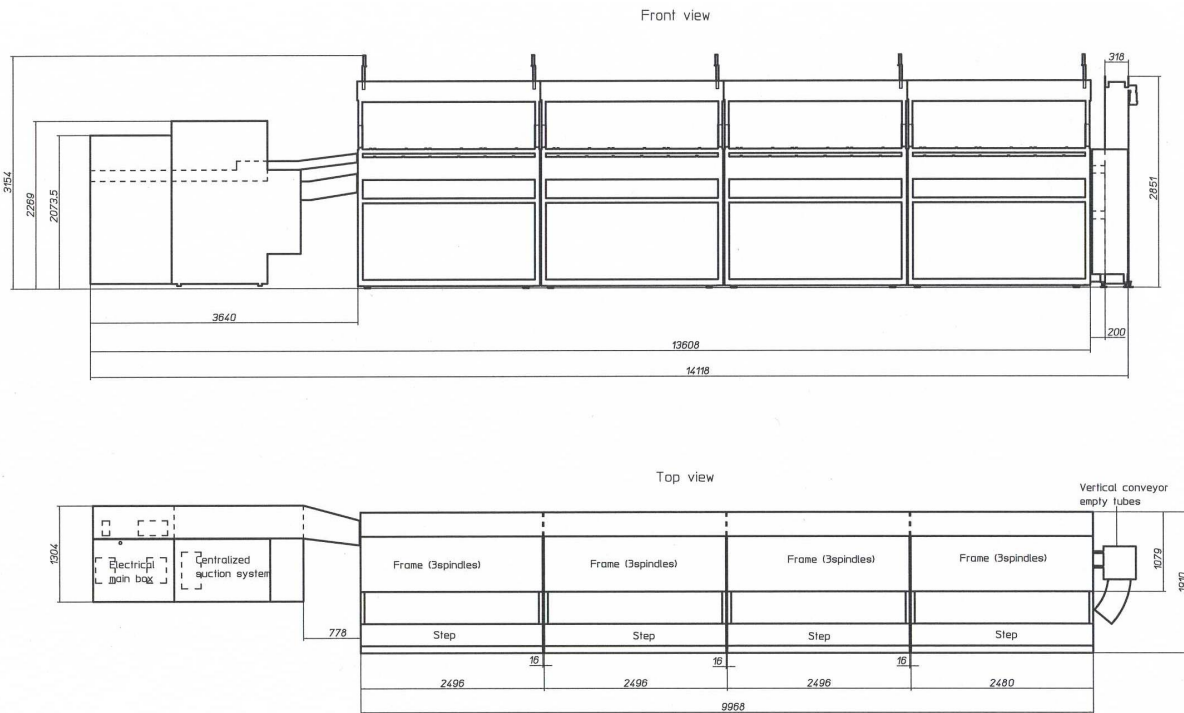 Front view
318
3154
2269
2073.5
2851
3640
200
13608
14118
Top view
Vertical conveyor
empty tubes
1304
Electrical
main box
Centralized
suction system
Frame (3spindles)
Frame (3spindles)
Frame (3spindles)
Frame (3spindles)
1079
1910
778
Step
Step
Step
Step
16
16
16
2496
2496
2496
2480
9968